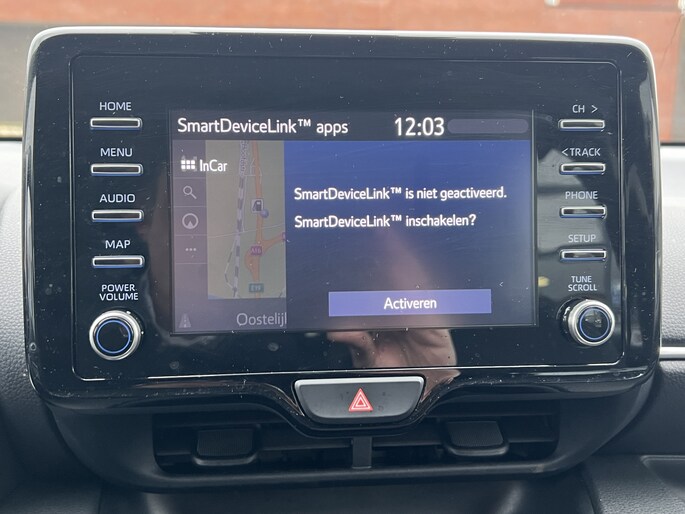 HOME
MENU
AUDIO
MAP
POWER
VOLUME
SmartDeviceLink™ apps 12:03
InCar
SmartDeviceLink™ is niet geactiveerd.
SmartDeviceLink™ inschakelen?
Activeren
Oostelijk
CH >
< TRACK
PHONE
SETUP
TUNE
SCROLL